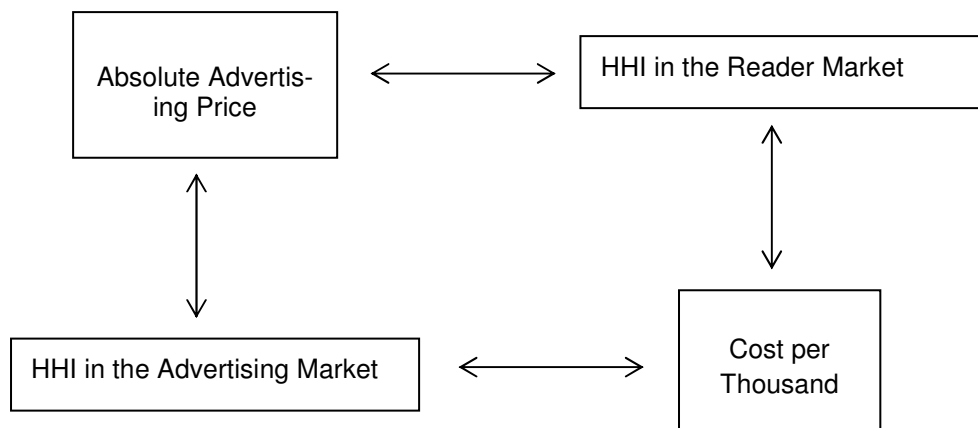 Absolute Advertis-
ing Price
HHI in the Reader Market
HHI in the Advertising Market
Cost per
Thousand